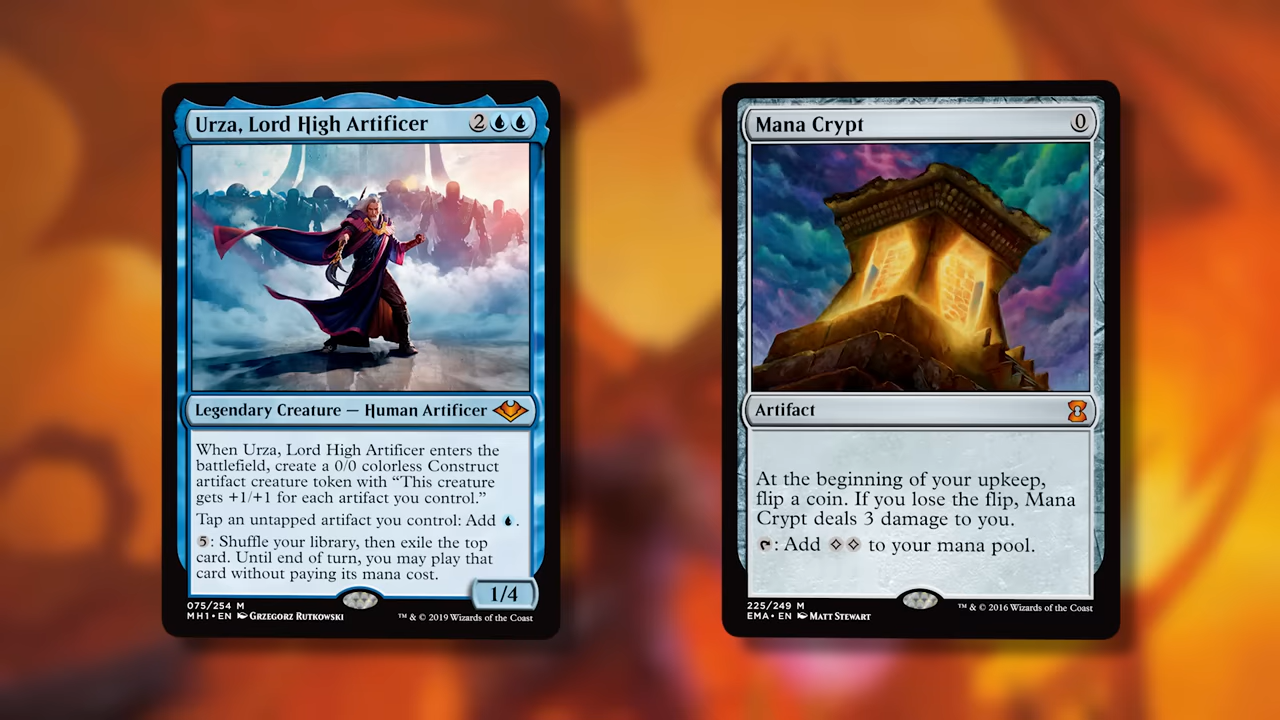 Urza, Lord High Artificer 2
Legendary Creature — Human Artificer
When Urza, Lord High Artificer enters the
battlefield, create a 0/0 colorless Construct
artifact creature token with “This creature
gets +1/+1 for each artifact you control.”
Tap an untapped artifact you control: Add .
5: Shuffle your library, then exile the top
card. Until end of turn, you may play that
card without paying its mana cost.
1/4
075/254 M
MH1 • EN GRZEGORZ RUTKOWSKI
™ & © 2019 Wizards of the Coast
Mana Crypt 0
Artifact
At the beginning of your upkeep,
flip a coin. If you lose the flip, Mana
Crypt deals 3 damage to you.
: Add to your mana pool.
225/249 M
EMA • EN MATT STEWART
™ & © 2016 Wizards of the Coast